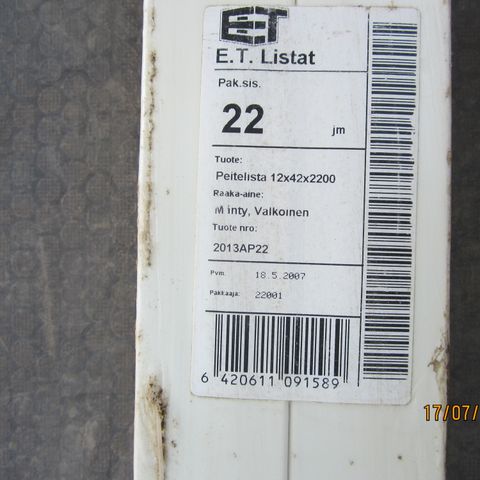 ET
E.T. Listat
Pak.sis.
22 jm
Tuote:
Peitelista 12x42x2200
Raaka-aine:
Mänty, Valkoinen
Tuote nro:
2013AP22
Pvm. 18.5.2007
Pakkaaja: 22001
6 420611 091589
17/07/